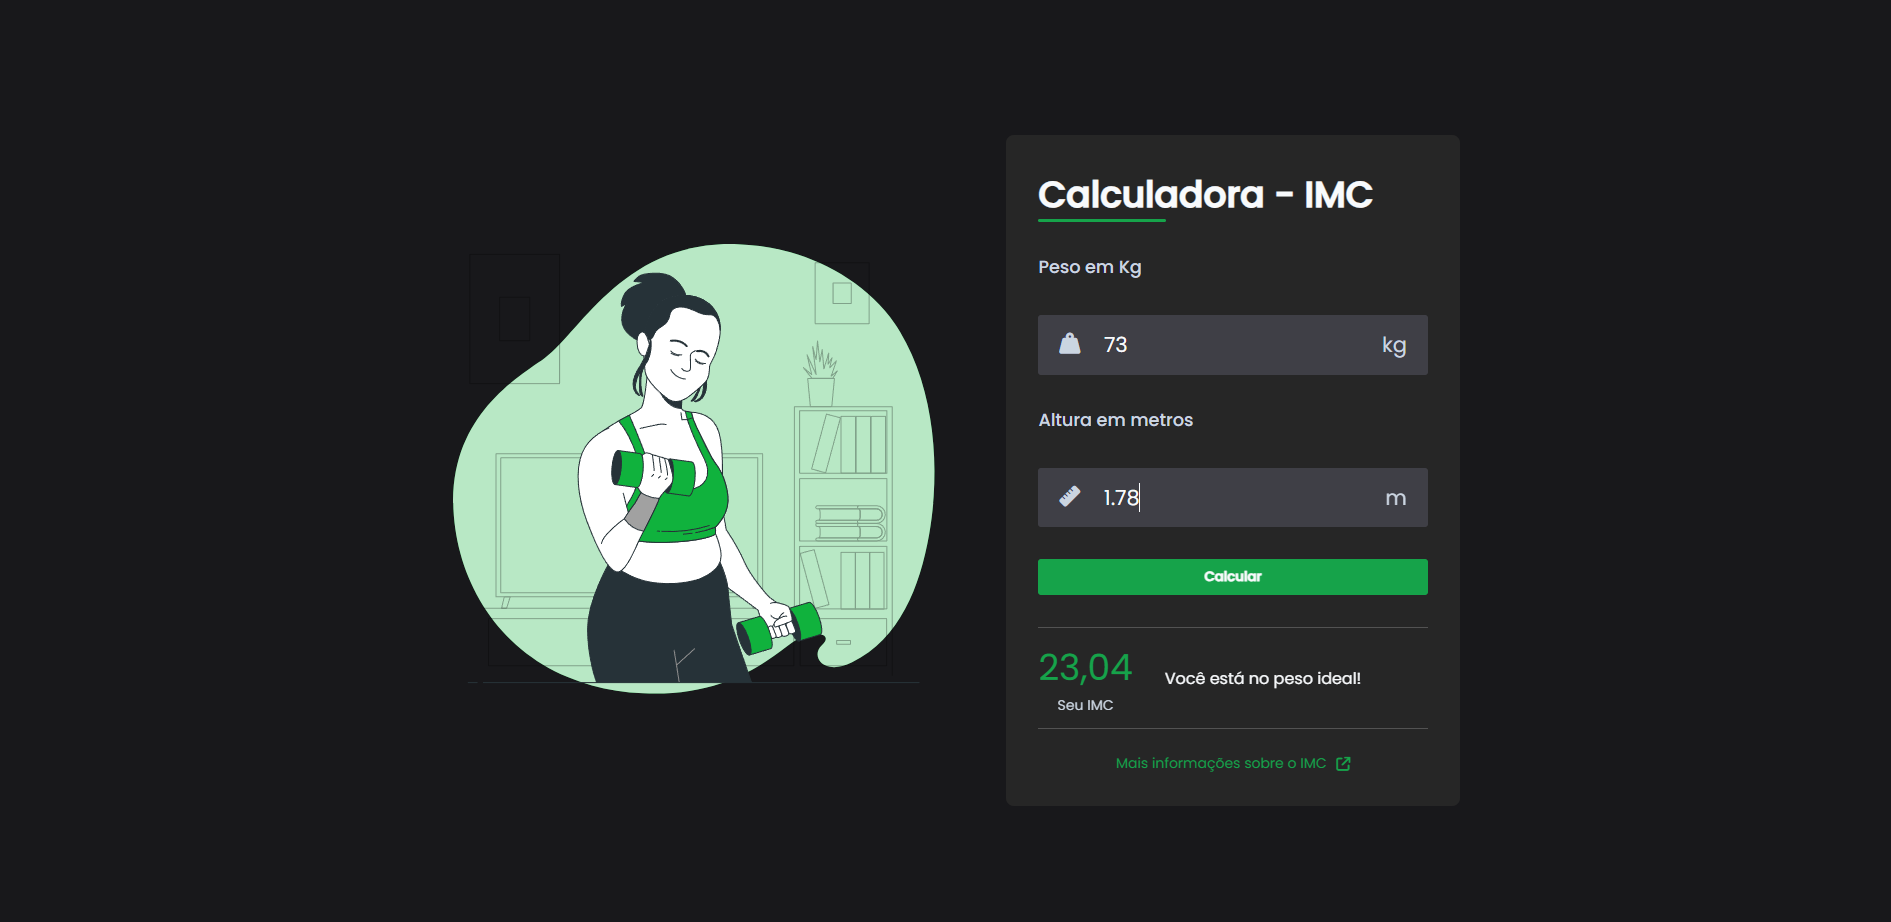 Calculadora - IMC
Peso em Kg
73 kg
Altura em metros
1.78 m
Calcular
23,04
Você está no peso ideal!
Seu IMC
Mais informações sobre o IMC